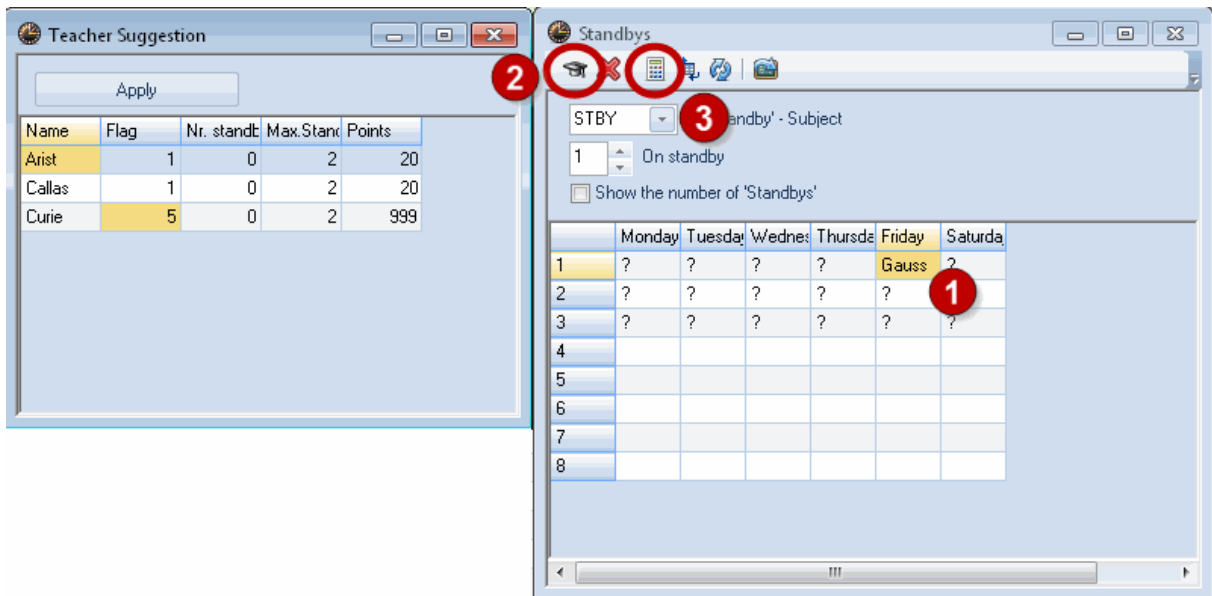 Teacher Suggestion
Apply
Name Flag Nr. standb Max.Stand Points
Arist 1 0 2 20
Callas 1 0 2 20
Curie 5 0 2 999
2
Standbys
3
STBY andby' - Subject
1 On standby
Show the number of 'Standbys'
Monday Tuesday Wednes Thursda Friday Saturda
1 ? ? ? ? Gauss ?
2 ? ? ? ? ?
1
3 ? ? ? ? ? ?
4
5
6
7
8